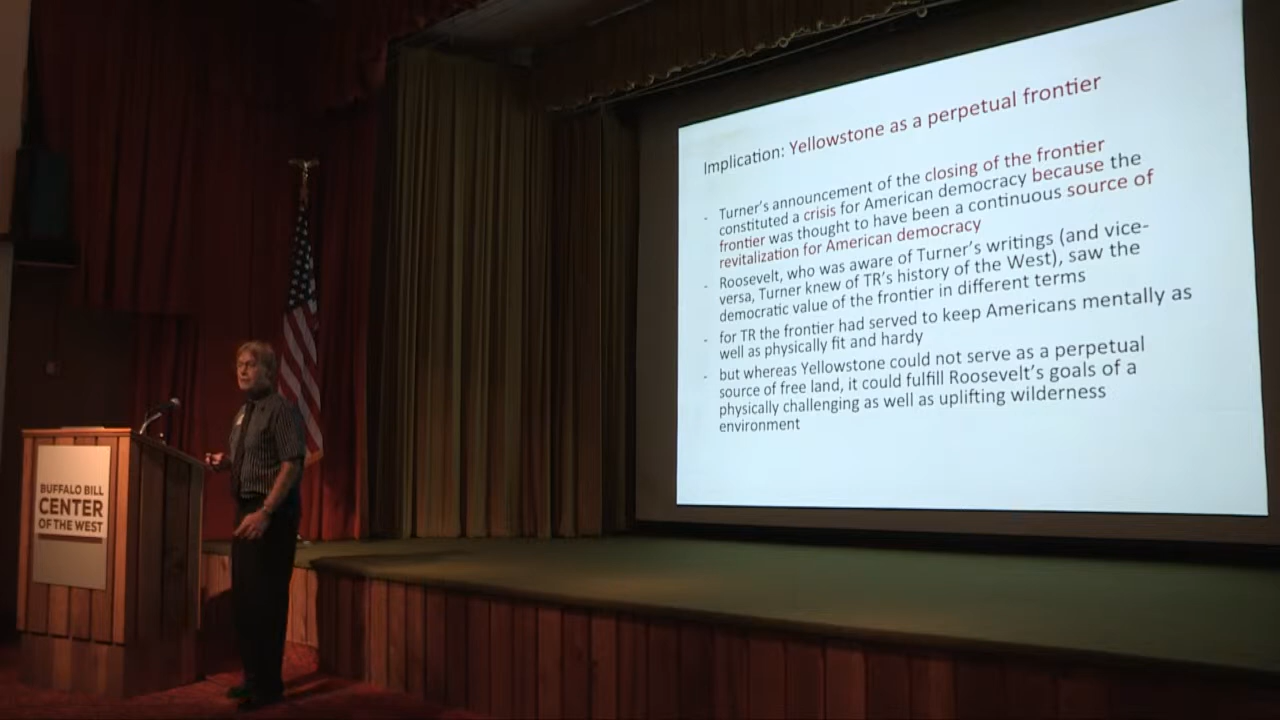 Implication: Yellowstone as a perpetual frontier
- Turner's announcement of the closing of the frontier
constituted a crisis for American democracy because the
frontier was thought to have been a continuous source of
revitalization for American democracy
- Roosevelt, who was aware of Turner's writings (and vice-
versa, Turner knew of TR's history of the West), saw the
democratic value of the frontier in different terms
- for TR the frontier had served to keep Americans mentally as
well as physically fit and hardy
- but whereas Yellowstone could not serve as a perpetual
source of free land, it could fulfill Roosevelt's goals of a
physically challenging as well as uplifting wilderness
environment
BUFFALO BILL
CENTER
OF THE WEST